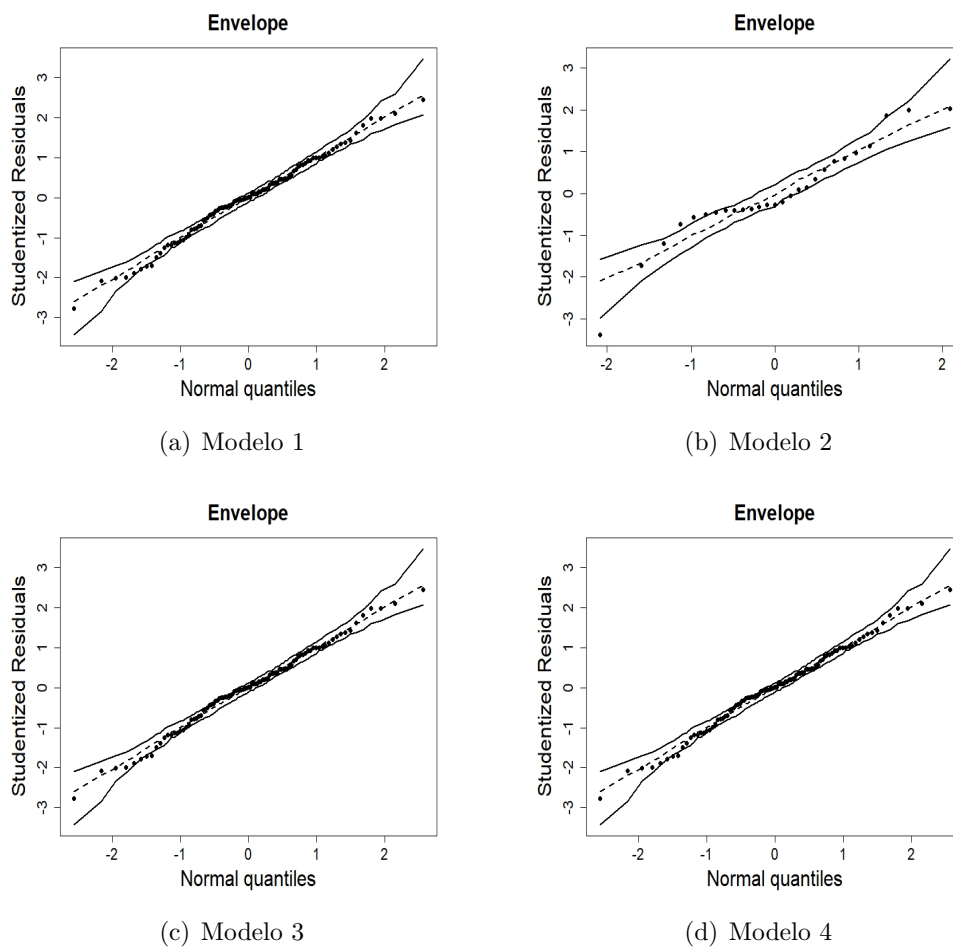 Envelope
Studentized Residuals
3
2
1
0
-1
-2
-3
-2 -1 0 1 2
Normal quantiles
(a) Modelo 1
Envelope
Studentized Residuals
3
2
1
0
-1
-2
-3
-2 -1 0 1 2
Normal quantiles
(b) Modelo 2
Envelope
Studentized Residuals
3
2
1
0
-1
-2
-3
-2 -1 0 1 2
Normal quantiles
(c) Modelo 3
Envelope
Studentized Residuals
3
2
1
0
-1
-2
-3
-2 -1 0 1 2
Normal quantiles
(d) Modelo 4